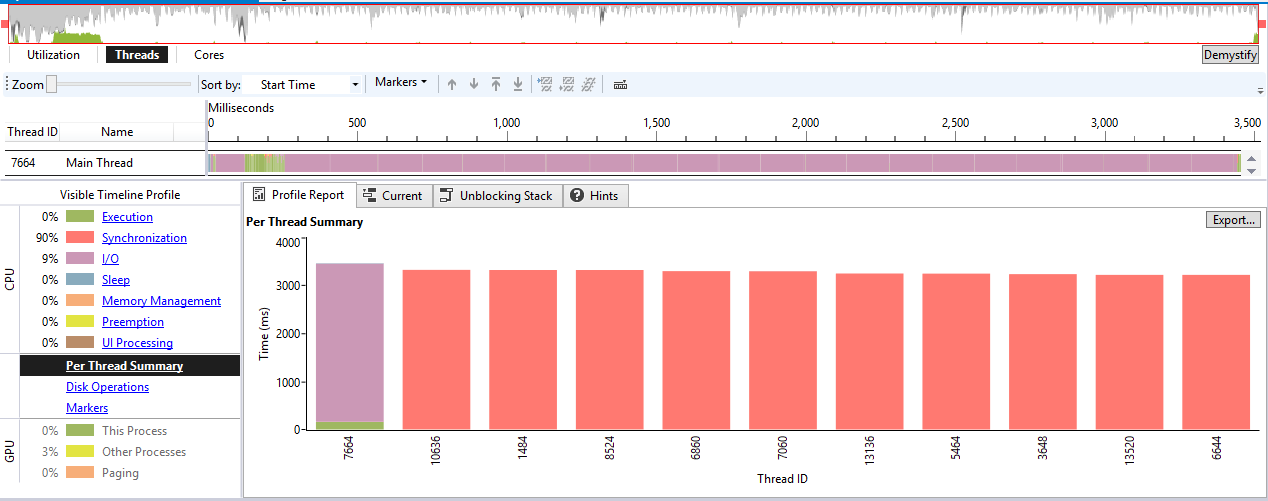 Utilization Threads Cores Demystify
Zoom Sort by: Start Time Markers
Milliseconds
Thread ID Name 0 500 1,000 1,500 2,000 2,500 3,000 3,500
7664 Main Thread
Visible Timeline Profile
CPU
0% Execution
90% Synchronization
9% I/O
0% Sleep
0% Memory Management
0% Preemption
0% UI Processing
Per Thread Summary
Disk Operations
Markers
GPU
0% This Process
3% Other Processes
0% Paging
Profile Report Current Unblocking Stack Hints
Per Thread Summary Export...
Time (ms)
4000
3000
2000
1000
0
7664 10636 1484 8524 6860 7060 13136 5464 3648 13520 6644
Thread ID